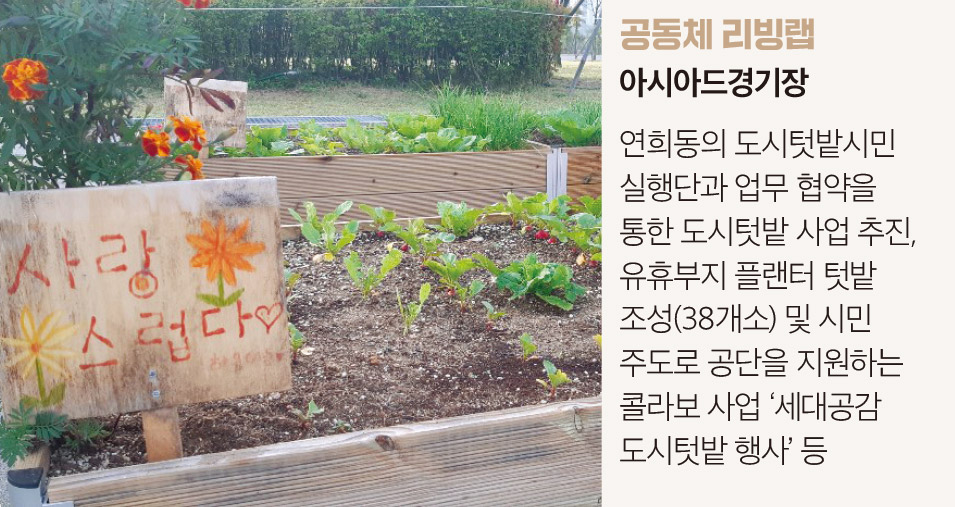 공동체 리빙랩
아시아드경기장
연희동의 도시텃밭시민
실행단과 업무 협약을
통한 도시텃밭 사업 추진,
유휴부지 플랜터 텃밭
조성(38개소) 및 시민
주도로 공단을 지원하는
콜라보 사업 ‘세대공감
도시텃밭 행사’ 등
사랑
스럽다♡